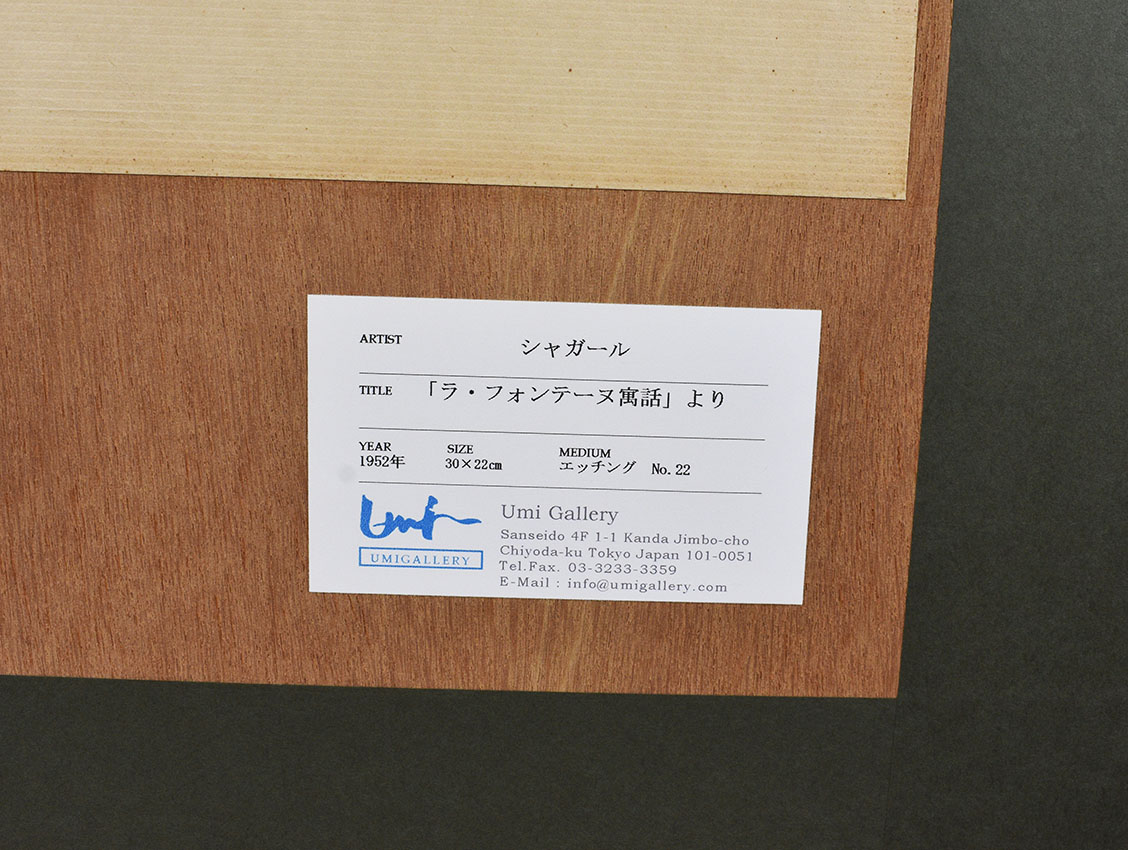 ARTIST シャガール
TITLE 「ラ・フォンテーヌ寓話」より
YEAR SIZE MEDIUM
1952年 30×22㎝ エッチング No.22
Umi
UMIGALLERY
Umi Gallery
Sanseido 4F 1-1 Kanda Jimbo-cho
Chiyoda-ku Tokyo Japan 101-0051
Tel.Fax. 03-3233-3359
E-Mail : info@umigallery.com